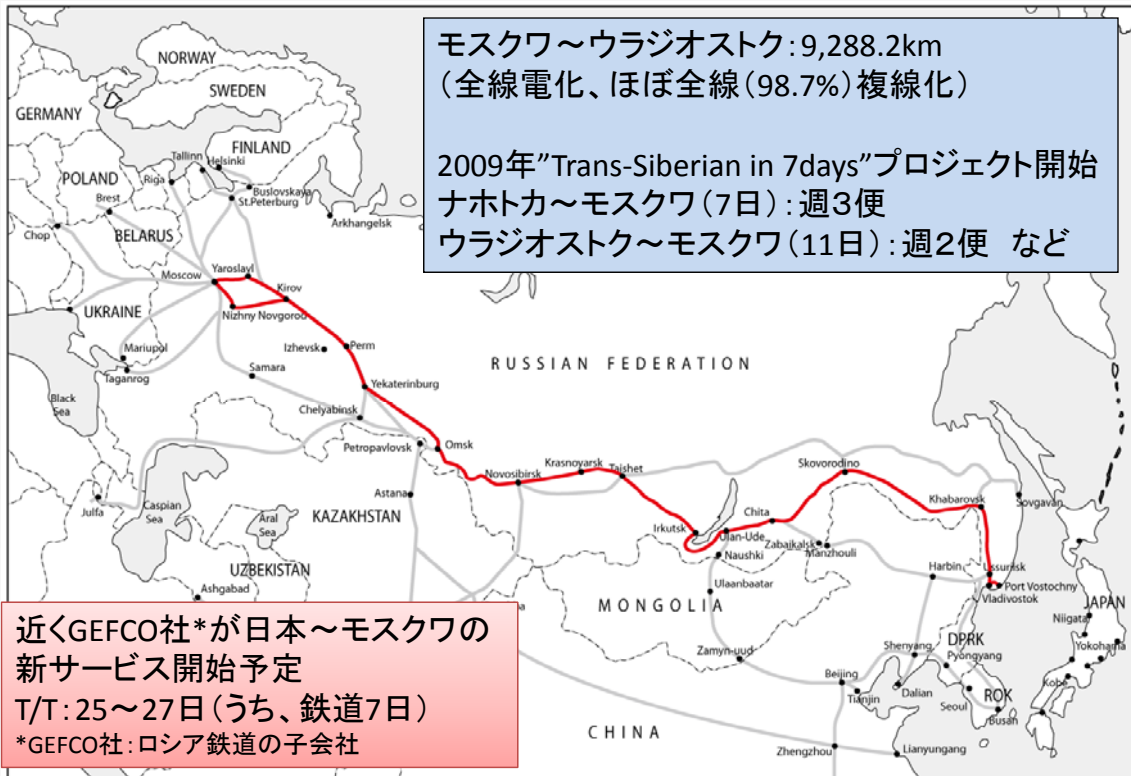 モスクワ～ウラジオストク：9,288.2km
（全線電化、ほぼ全線（98.7%）複線化）
2009年”Trans-Siberian in 7days”プロジェクト開始
ナホトカ～モスクワ（7日）：週3便
ウラジオストク～モスクワ（11日）：週2便　など
NORWAY
SWEDEN
GERMANY
FINLAND
Tallinn
Helsinki
POLAND
Riga
Buslovskaya
St.Peterburg
Brest
Arkhangelsk
Chop
BELARUS
Yaroslavl
Moscow
Kirov
UKRAINE
Nizhny Novgorod
Mariupol
Izhevsk
Perm
RUSSIAN FEDERATION
Taganrog
Samara
Yekaterinburg
Black
Sea
Chelyabinsk
Petropavlovsk
Omsk
Novosibirsk
Krasnoyarsk
Taishet
Skovorodino
Astana
Khabarovsk
Sovgavan
Julfa
Caspian
Sea
Aral
Sea
KAZAKHSTAN
Irkutsk
Chita
Ulan-Ude
Zabajkalsk
Manzhouli
Naushki
UZBEKISTAN
Harbin
Ussuriisk
Ashgabad
Ulaanbaatar
Port Vostochny
Vladivostok
MONGOLIA
JAPAN
Niigata
DPRK
Zamyn-uud
Shenyang
Pyongyang
Yokohama
Beijing
Tianjin
Dalian
Seoul
ROK
Kobe
Busan
CHINA
Zhengzhou
Lianyungang
近くGEFCO社*が日本～モスクワの
新サービス開始予定
T/T：25～27日（うち、鉄道7日）
*GEFCO社：ロシア鉄道の子会社